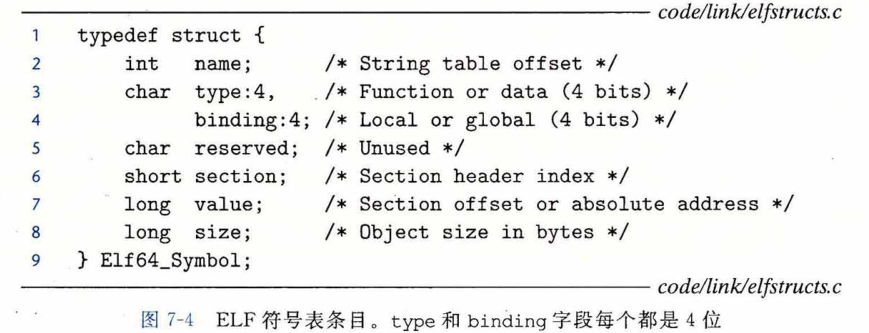 code/link/elfstructs.c
1 typedef struct {
2     int   name;      /* String table offset */
3     char  type:4,    /* Function or data (4 bits) */
4           binding:4; /* Local or global (4 bits) */
5     char  reserved;  /* Unused */
6     short section;   /* Section header index */
7     long  value;     /* Section offset or absolute address */
8     long  size;      /* Object size in bytes */
9 } Elf64_Symbol;
code/link/elfstructs.c
图 7-4 ELF 符号表条目。type 和 binding 字段每个都是 4 位